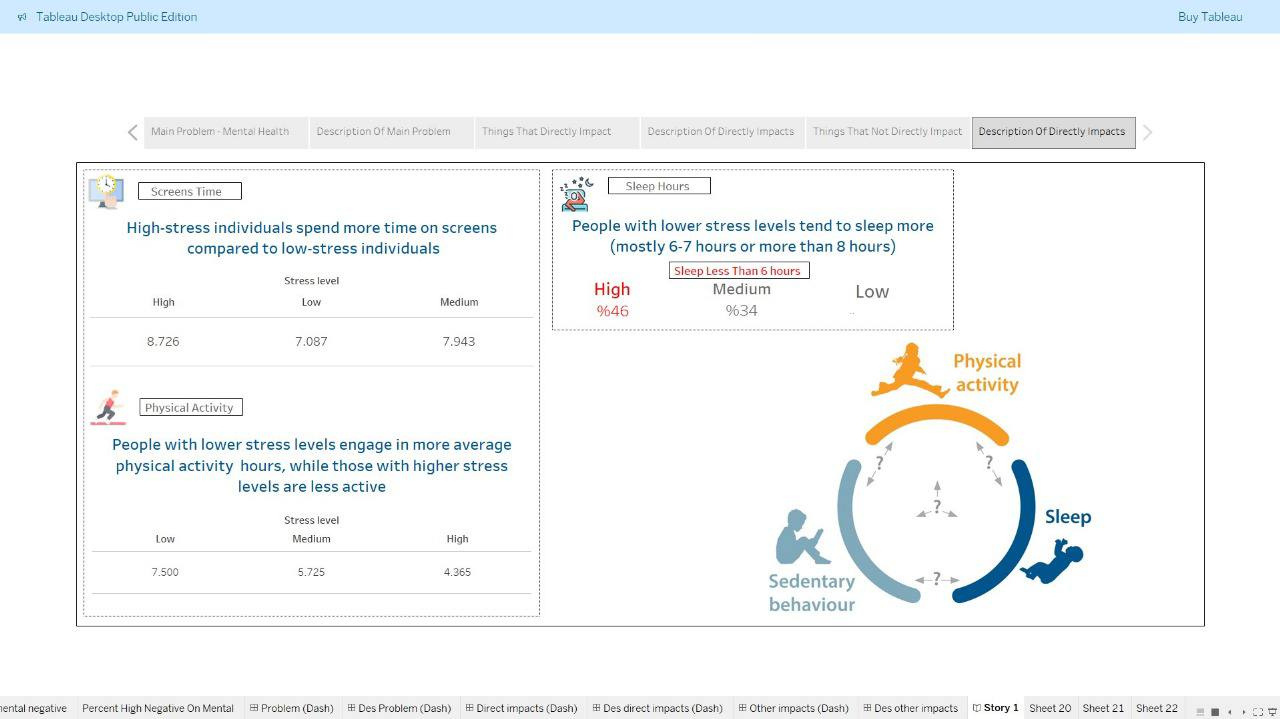 Tableau Desktop Public Edition
Buy Tableau
Main Problem - Mental Health
Description Of Main Problem
Things That Directly Impact
Description Of Directly Impacts
Things That Not Directly Impact
Description Of Directly Impacts
Screens Time
High-stress individuals spend more time on screens
compared to low-stress individuals
Stress level
High
Low
Medium
8.726
7.087
7.943
Physical Activity
People with lower stress levels engage in more average
physical activity hours, while those with higher stress
levels are less active
Stress level
Low
Medium
High
7.500
5.725
4.365
Sleep Hours
People with lower stress levels tend to sleep more
(mostly 6-7 hours or more than 8 hours)
Sleep Less Than 6 hours
High
Medium
Low
%46
%34
..
Physical
activity
?
?
?
Sleep
?
Sedentary
behaviour
ental negative
Percent High Negative On Mental
Problem (Dash)
Des Problem (Dash)
Direct impacts (Dash)
Des direct impacts (Dash)
Other impacts (Dash)
Des other impacts
Story 1
Sheet 20
Sheet 21
Sheet 22